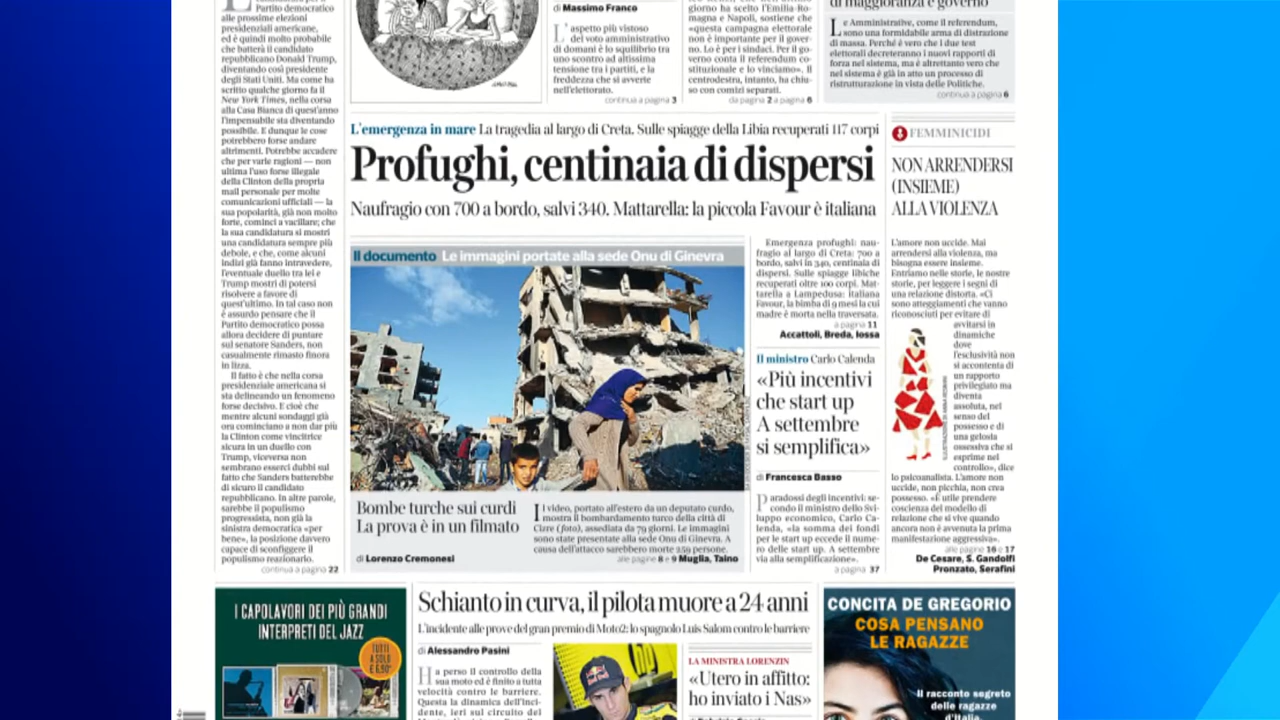 Partito democratico
alle prossime elezioni
presidenziali americane,
ed è quindi molto probabile
che batterà il candidato
repubblicano Donald Trump,
diventando così presidente
degli Stati Uniti. Ma come ha
scritto qualche giorno fa il
New York Times, nella corsa
alla Casa Bianca di quest'anno
l'impensabile sta diventando
possibile. E dunque le cose
potrebbero forse andare
altrimenti. Potrebbe accadere
che per varie ragioni — non
ultima l'uso forse illegale
della Clinton della propria
mail personale per molte
comunicazioni ufficiali — la
sua popolarità, già non molto
forte, cominci a vacillare; che
la sua candidatura si mostri
una candidatura sempre più
debole, e che, come alcuni
indizi già fanno intravedere,
l'eventuale duello tra lei e
Trump mostri di potersi
risolvere a favore di
quest'ultimo. In tal caso non
è assurdo pensare che il
Partito democratico possa
allora decidere di puntare
sul senatore Sanders, non
casualmente rimasto finora
in lizza.
Il fatto è che nella corsa
presidenziale americana si
sta delineando un fenomeno
forse decisivo. E cioè che
mentre alcuni sondaggi già
ora cominciano a non dar più
la Clinton come vincitrice
sicura in un duello con
Trump, viceversa non
sembrano esserci dubbi sul
fatto che Sanders batterebbe
di sicuro il candidato
repubblicano. In altre parole,
sarebbe il populismo
progressista, non già la
sinistra democratica «per
bene», la posizione davvero
capace di sconfiggere il
populismo reazionario.
continua a pagina 22
di Massimo Franco
L'aspetto più vistoso
del voto amministrativo
di domani è lo squilibrio tra
uno scontro ad altissima
tensione tra i partiti, e la
freddezza che si avverte
nell'elettorato.
continua a pagina 3
giorno ha scelto l'Emilia-Ro-
magna e Napoli, sostiene che
«questa campagna elettorale
non è importante per il gover-
no. Lo è per i sindaci. Per il go-
verno conta il referendum co-
stituzionale e lo vinciamo». Il
centrodestra, intanto, ha chiu-
so con comizi separati.
da pagina 2 a pagina 6
di maggioranza e governo
Le Amministrative, come il referendum,
sono una formidabile arma di distrazione
di massa. Perché è vero che i due test
elettorali decreteranno i nuovi rapporti di
forza nel sistema, ma è altrettanto vero che
nel sistema è già in atto un processo di
ristrutturazione in vista delle Politiche.
continua a pagina 6
L'emergenza in mare La tragedia al largo di Creta. Sulle spiagge della Libia recuperati 117 corpi
Profughi, centinaia di dispersi
Naufragio con 700 a bordo, salvi 340. Mattarella: la piccola Favour è italiana
Il documento Le immagini portate alla sede Onu di Ginevra
Bombe turche sui curdi
La prova è in un filmato
di Lorenzo Cremonesi
Il video, portato all'estero da un deputato curdo,
mostra il bombardamento turco della città di
Cizre (foto), assediata da 79 giorni. Le immagini
sono state presentate alla sede Onu di Ginevra. A
causa dell'attacco sarebbero morte 259 persone.
alle pagine 8 e 9 Muglia, Taino
Emergenza profughi: nau-
fragio al largo di Creta: 700 a
bordo, salvi in 340, centinaia di
dispersi. Sulle spiagge libiche
recuperati oltre 100 corpi. Mat-
tarella a Lampedusa: italiana
Favour, la bimba di 9 mesi la cui
madre è morta nella traversata.
a pagina 11
Accattoli, Breda, Iossa
Il ministro Carlo Calenda
«Più incentivi
che start up
A settembre
si semplifica»
di Francesca Basso
Paradossi degli incentivi: se-
condo il ministro dello Svi-
luppo economico, Carlo Ca-
lenda, «la somma dei fondi
per le start up eccede il nume-
ro delle start up. A settembre
via alla semplificazione».
a pagina 37
FEMMINICIDI
NON ARRENDERSI
(INSIEME)
ALLA VIOLENZA
L'amore non uccide. Mai
arrendersi alla violenza, ma
bisogna essere insieme.
Entriamo nelle storie, le nostre
storie, per leggere i segni di
una relazione distorta. «Ci
sono atteggiamenti che vanno
riconosciuti per evitare di
avvitarsi in
dinamiche
dove
l'esclusività non
si accontenta di
un rapporto
privilegiato ma
diventa
assoluta, nel
senso del
possesso e di
una gelosia
ossessiva che si
esprime nel
controllo», dice
lo psicoanalista. L'amore non
uccide, non picchia, non crea
possesso. «È utile prendere
coscienza del modello di
relazione che si vive quando
ancora non è avvenuta la prima
manifestazione aggressiva».
alle pagine 16 e 17
De Cesare, S. Gandolfi
Pronzato, Serafini
I CAPOLAVORI DEI PIÙ GRANDI
INTERPRETI DEL JAZZ
TUTTI
A SOLO
€ 6,90*
Schianto in curva, il pilota muore a 24 anni
L'incidente alle prove del gran premio di Moto2: lo spagnolo Luis Salom contro le barriere
di Alessandro Pasini
Ha perso il controllo della
sua moto ed è finito a tutta
velocità contro le barriere.
Questa la dinamica dell'inci-
dente, ieri sul circuito del
Red Bull
LA MINISTRA LORENZIN
«Utero in affitto:
ho inviato i Nas»
CONCITA DE GREGORIO
COSA PENSANO
LE RAGAZZE
Il racconto segreto
delle ragazze
d'Italia